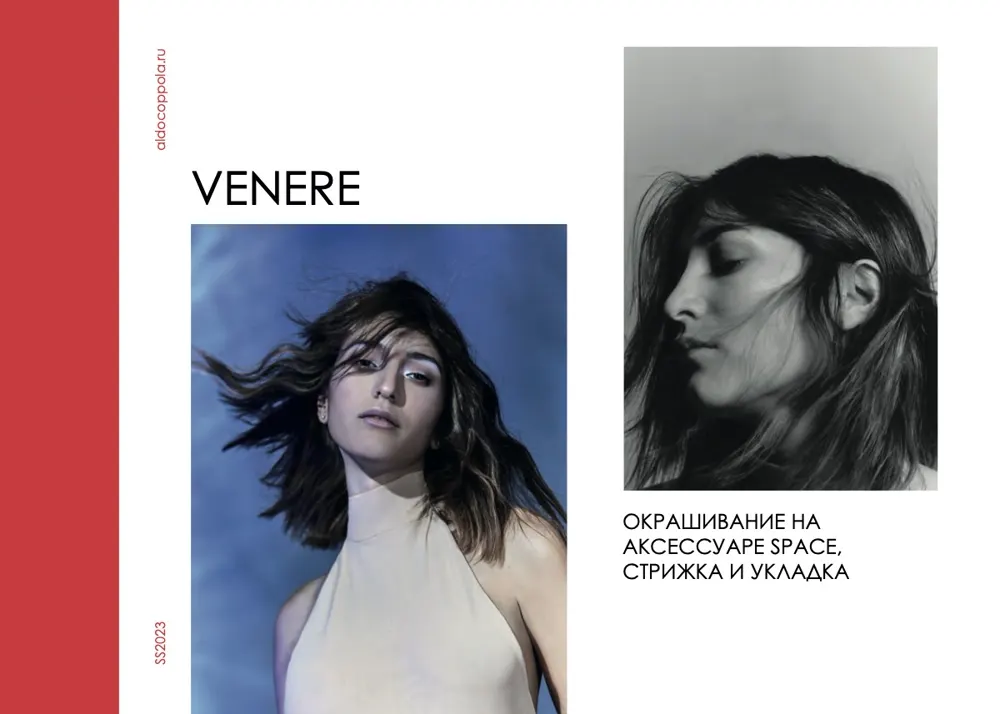 aldocoppola.ru
VENERE
ОКРАШИВАНИЕ НА
АКСЕССУАРЕ SPACE,
СТРИЖКА И УКЛАДКА
SS2023